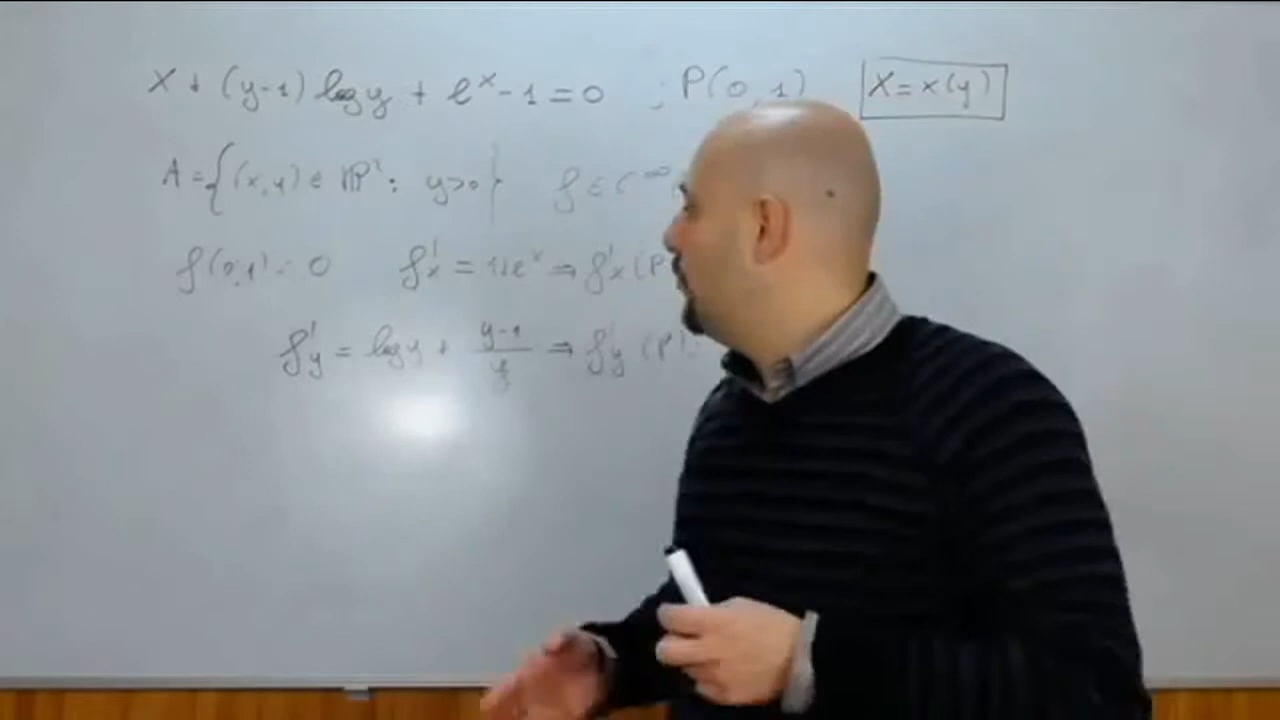 x + (y-1) log y + e^x - 1 = 0 ; P(0,1) x = x(y)
A = {(x,y) ∈ ℝ²: y>0} f ∈ C^∞
f(0,1) = 0 f'x = 1+e^x ⇒ f'x (P
f'y = log y + (y-1)/y ⇒ f'y (P) =